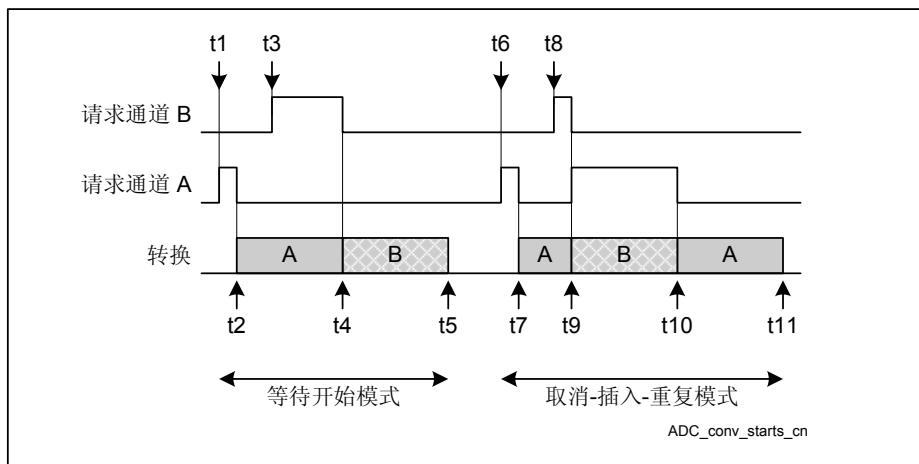 t1 t3 t6 t8
请求通道 B
请求通道 A
转换 A B A B A
t2 t4 t5 t7 t9 t10 t11
等待开始模式 取消-插入-重复模式
ADC_conv_starts_cn